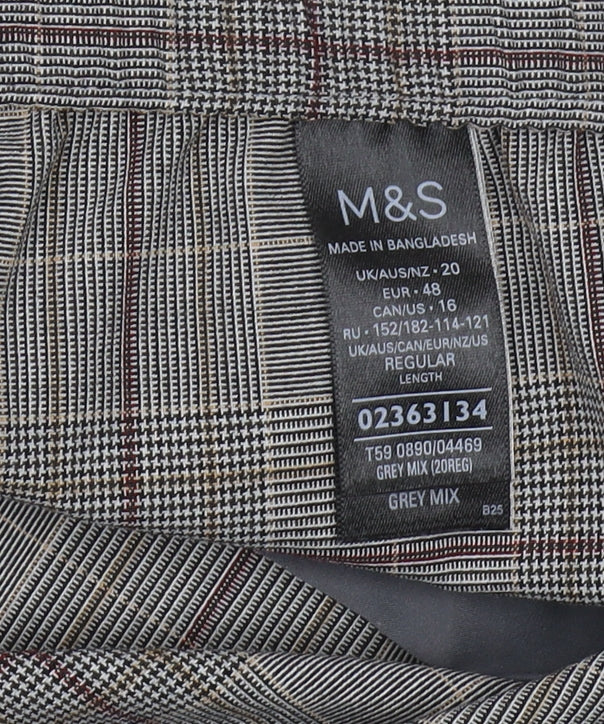 M&S
MADE IN BANGLADESH
UK/AUS/NZ • 20
EUR • 48
CAN/US • 16
RU • 152/182-114-121
UK/AUS/CAN/EUR/NZ/US
REGULAR
LENGTH
02363134
T59 0890/04469
GREY MIX (20REG)
GREY MIX
B25